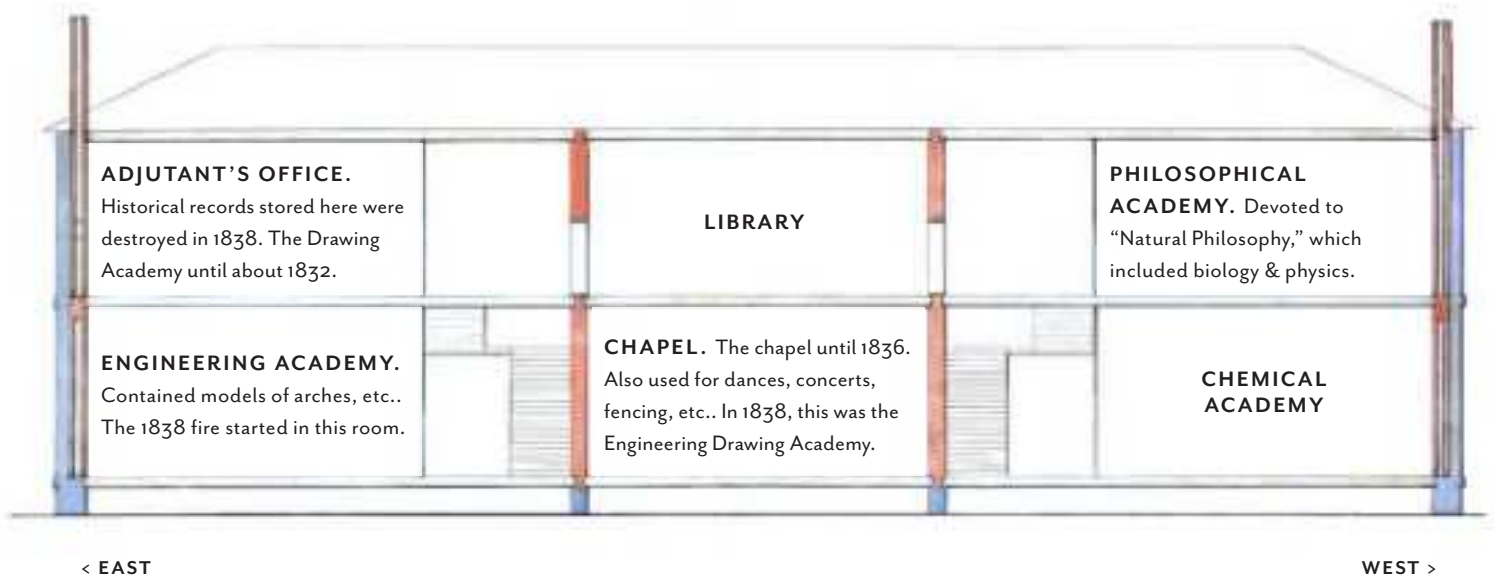 ADJUTANT'S OFFICE.
Historical records stored here were
destroyed in 1838. The Drawing
Academy until about 1832.
LIBRARY
PHILOSOPHICAL
ACADEMY. Devoted to
“Natural Philosophy,” which
included biology & physics.
ENGINEERING ACADEMY.
Contained models of arches, etc..
The 1838 fire started in this room.
CHAPEL. The chapel until 1836.
Also used for dances, concerts,
fencing, etc.. In 1838, this was the
Engineering Drawing Academy.
CHEMICAL
ACADEMY
< EAST
WEST >